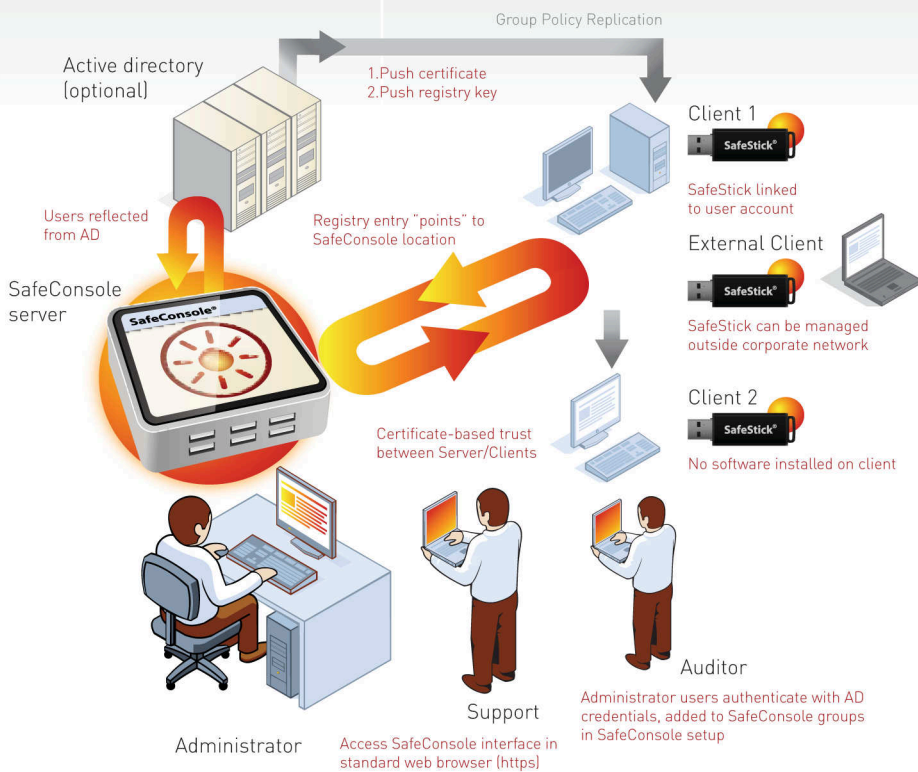 Group Policy Replication
Active directory
(optional)
1.Push certificate
2.Push registry key
Client 1
SafeStick®
SafeStick linked
to user account
Users reflected
from AD
Registry entry "points" to
SafeConsole location
External Client
SafeStick®
SafeStick can be managed
outside corporate network
SafeConsole
server
SafeConsole®
Client 2
SafeStick®
No software installed on client
Certificate-based trust
between Server/Clients
Auditor
Administrator users authenticate with AD
credentials, added to SafeConsole groups
in SafeConsole setup
Support
Access SafeConsole interface in
standard web browser (https)
Administrator